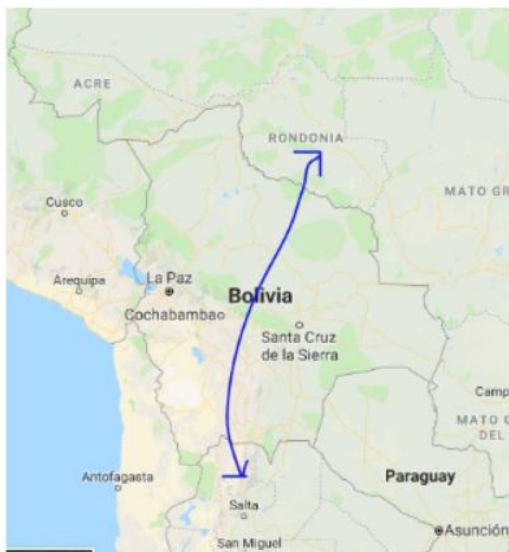 ACRE
RONDONIA
MATO GR
Cusco
Arequipa
La Paz
Bolivia
Cochabamba
Santa Cruz
de la Sierra
Camp
MATO G
DEL
Antofagasta
Paraguay
Salta
Asunción
San Miguel